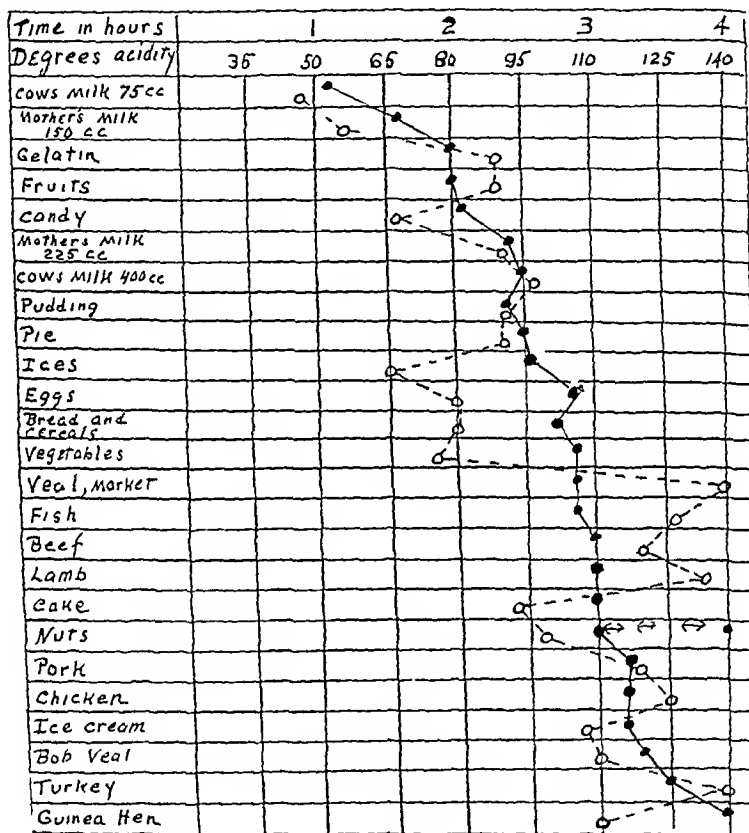 Time in hours 1 2 3 4
Degrees acidity 35 50 65 80 95 110 125 140
Cows Milk 75cc
Mother's Milk
150 cc
Gelatin
Fruits
Candy
Mothers Milk
225 cc
Cows Milk 400cc
Pudding
Pie
Ices
Eggs
Bread and
cereals
Vegetables
Veal, Market
Fish
Beef
Lamb
Cake
Nuts
Pork
Chicken
Ice cream
Bob Veal
Turkey
Guinea Hen